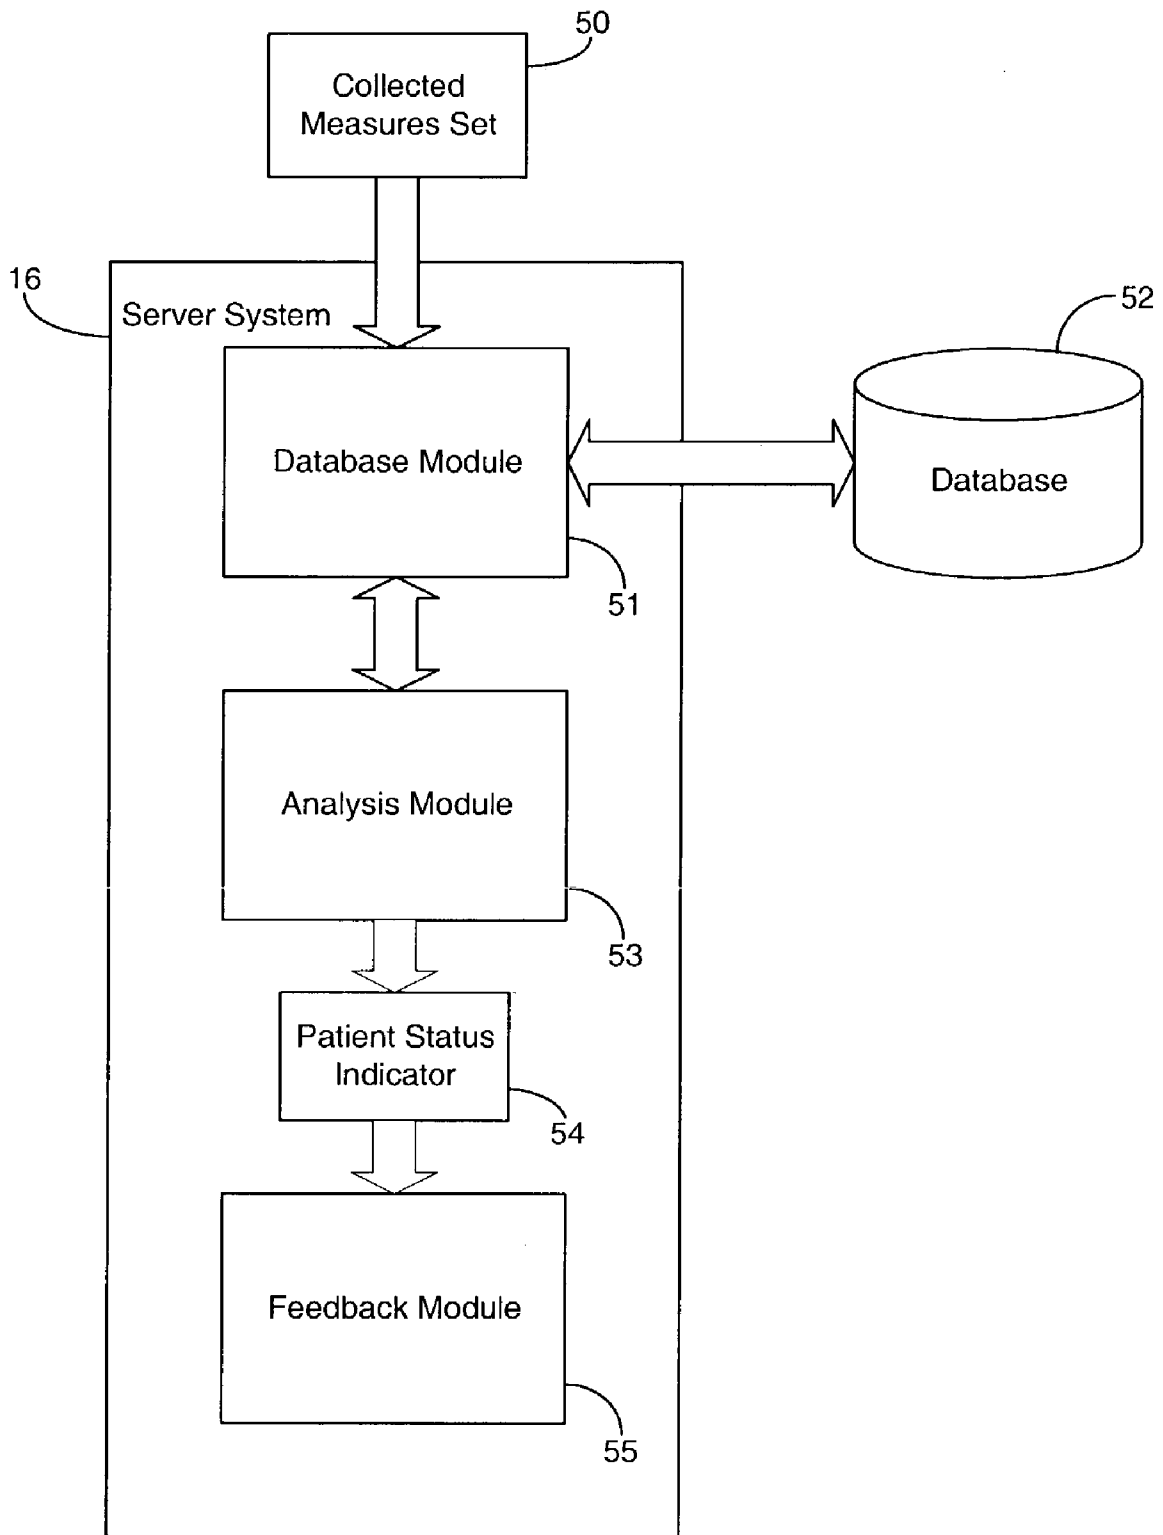 50
Collected
Measures Set
16
Server System
52
Database Module
Database
51
Analysis Module
53
Patient Status
Indicator
54
Feedback Module
55